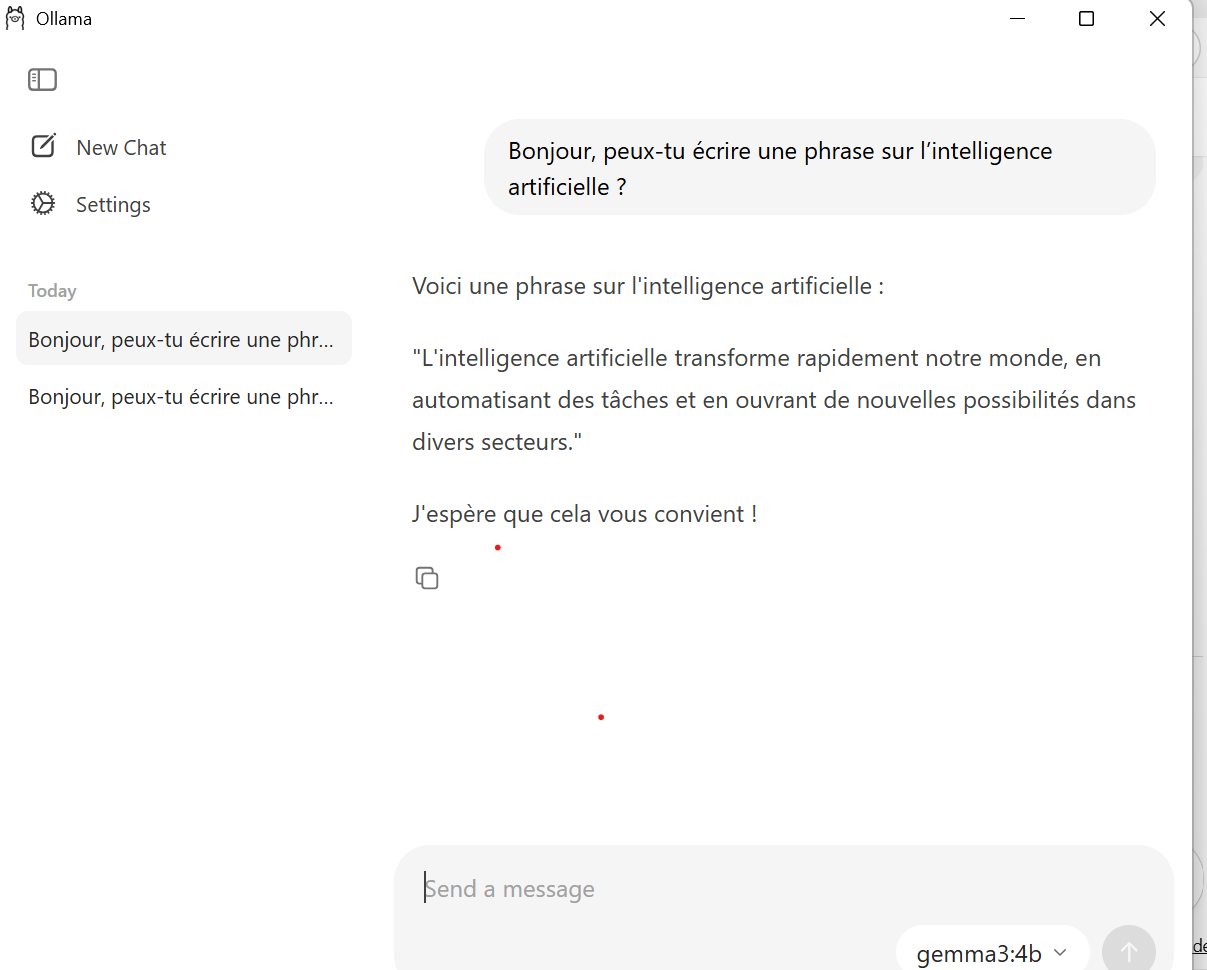 Ollama
New Chat
Settings
Today
Bonjour, peux-tu écrire une phr...
Bonjour, peux-tu écrire une phr...
Bonjour, peux-tu écrire une phrase sur l’intelligence
artificielle ?
Voici une phrase sur l'intelligence artificielle :
"L'intelligence artificielle transforme rapidement notre monde, en
automatisant des tâches et en ouvrant de nouvelles possibilités dans
divers secteurs."
J'espère que cela vous convient !
Send a message
gemma3:4b
de